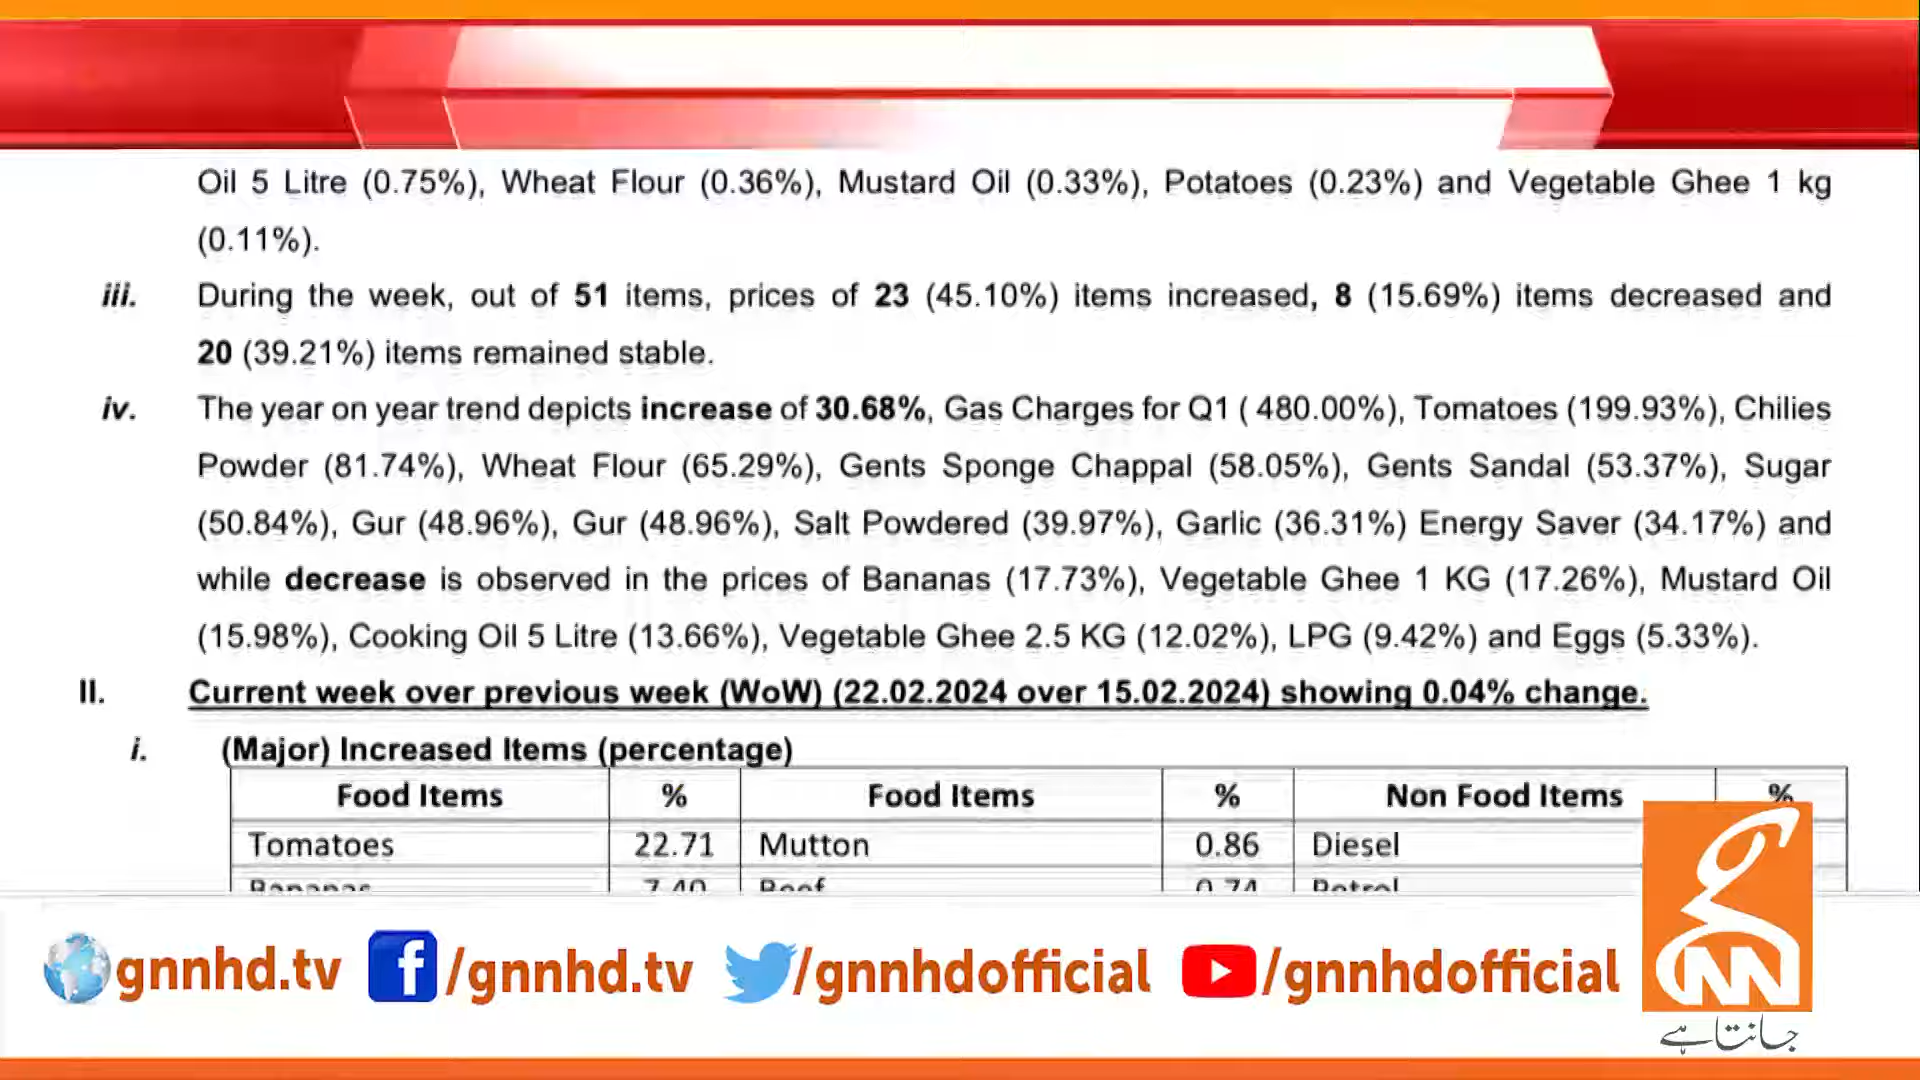 Oil 5 Litre (0.75%), Wheat Flour (0.36%), Mustard Oil (0.33%), Potatoes (0.23%) and Vegetable Ghee 1 kg
(0.11%).
iii. During the week, out of 51 items, prices of 23 (45.10%) items increased, 8 (15.69%) items decreased and
20 (39.21%) items remained stable.
iv. The year on year trend depicts increase of 30.68%, Gas Charges for Q1 ( 480.00%), Tomatoes (199.93%), Chilies
Powder (81.74%), Wheat Flour (65.29%), Gents Sponge Chappal (58.05%), Gents Sandal (53.37%), Sugar
(50.84%), Gur (48.96%), Gur (48.96%), Salt Powdered (39.97%), Garlic (36.31%) Energy Saver (34.17%) and
while decrease is observed in the prices of Bananas (17.73%), Vegetable Ghee 1 KG (17.26%), Mustard Oil
(15.98%), Cooking Oil 5 Litre (13.66%), Vegetable Ghee 2.5 KG (12.02%), LPG (9.42%) and Eggs (5.33%).
II. Current week over previous week (WoW) (22.02.2024 over 15.02.2024) showing 0.04% change.
i. (Major) Increased Items (percentage)
Food Items % Food Items % Non Food Items %
Tomatoes 22.71 Mutton 0.86 Diesel
Bananas 7.40 Beef 0.74 Petrol
gnnhd.tv /gnnhd.tv /gnnhdofficial /gnnhdofficial
GNN
جانتا ہے